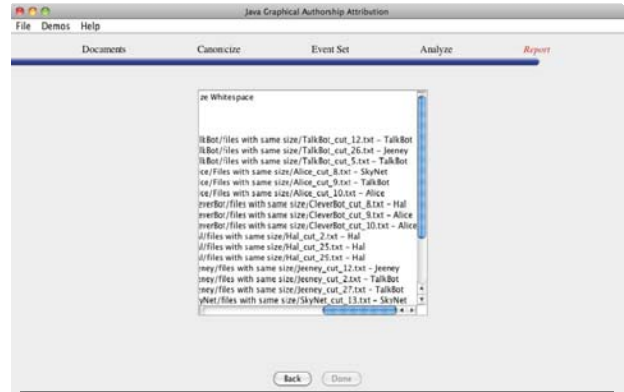 Java Graphical Authorship Attribution
File Demos Help
Documents Canonicize Event Set Analyze Report
ze Whitespace
lkBot/files with same size/TalkBot_cut_12.txt – TalkBot
lkBot/files with same size/TalkBot_cut_26.txt – Jeeney
lkBot/files with same size/TalkBot_cut_5.txt – TalkBot
ice/Files with same size/Alice_cut_8.txt – SkyNet
ice/Files with same size/Alice_cut_9.txt – TalkBot
ice/Files with same size/Alice_cut_10.txt – Alice
everBot/files with same size/CleverBot_cut_8.txt – Hal
everBot/files with same size/CleverBot_cut_9.txt – Alice
everBot/files with same size/CleverBot_cut_10.txt – Alice
l/files with same size/Hal_cut_2.txt – Hal
l/files with same size/Hal_cut_25.txt – Hal
l/files with same size/Hal_cut_29.txt – Hal
eney/files with same size/Jeeney_cut_12.txt – Jeeney
eney/files with same size/Jeeney_cut_2.txt – TalkBot
eney/files with same size/Jeeney_cut_27.txt – TalkBot
yNet/files with same size/SkyNet_cut_13.txt – SkyNet
Back Done